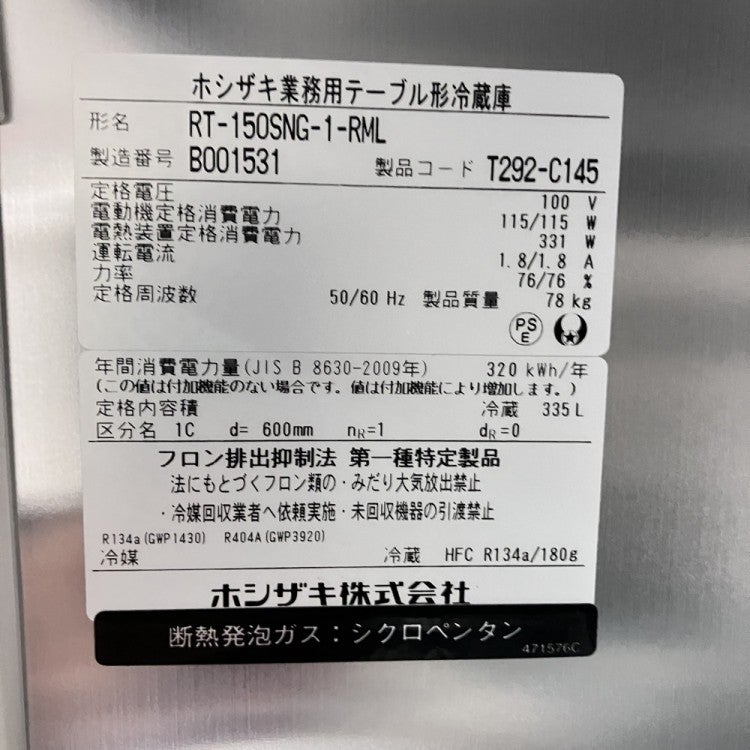 ホシザキ業務用テーブル形冷蔵庫
形名 RT-150SNG-1-RML
製造番号 B001531 製品コード T292-C145
定格電圧 100 V
電動機定格消費電力 115/115 W
電熱装置定格消費電力 331 W
運転電流 1.8/1.8 A
力率 76/76 %
定格周波数 50/60 Hz 製品質量 78 kg
PS E
年間消費電力量(JIS B 8630-2009年) 320 kWh/年
(この値は付加機能のない場合です。値は付加機能により増加します。)
定格内容積 冷蔵 335L
区分名 1C d= 600mm nR=1 dR=0
フロン排出抑制法 第一種特定製品
法にもとづくフロン類の・みだり大気放出禁止
・冷媒回収業者へ依頼実施・未回収機器の引渡禁止
R134a(GWP1430) R404A(GWP3920)
冷媒 冷蔵 HFC R134a/180g
ホシザキ株式会社
断熱発泡ガス：シクロペンタン
471576C